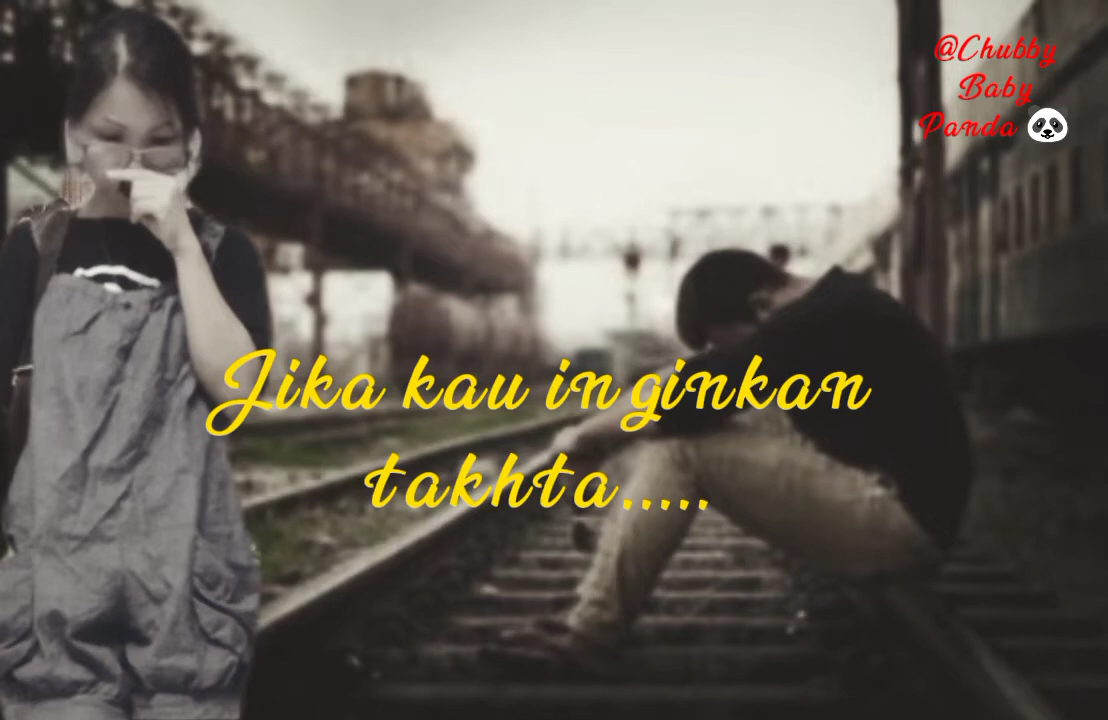 @Chubby
Baby
Panda
Jika kau inginkan
takhta.....